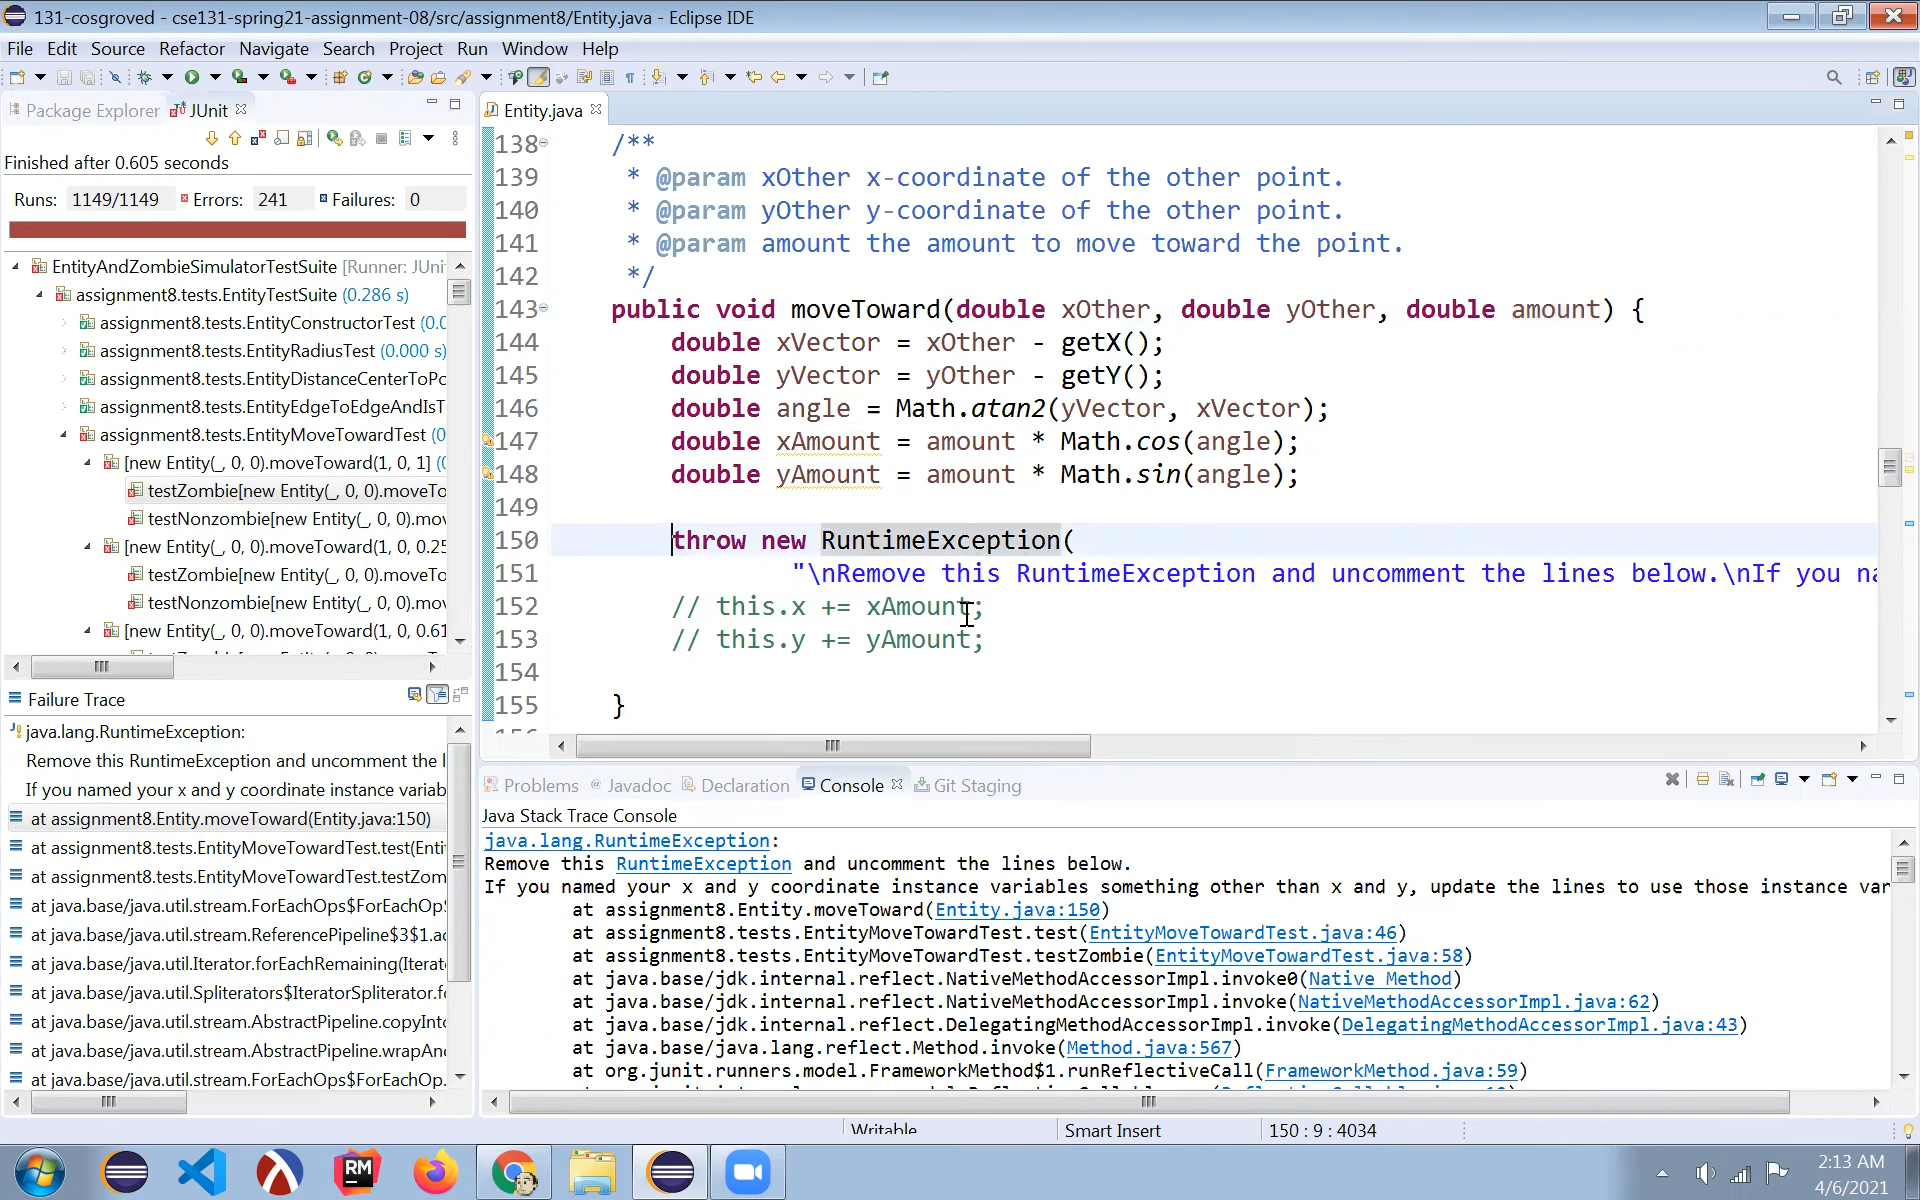 131-cosgroved - cse131-spring21-assignment-08/src/assignment8/Entity.java - Eclipse IDE
File Edit Source Refactor Navigate Search Project Run Window Help
Package Explorer JUnit
Finished after 0.605 seconds
Runs: 1149/1149 Errors: 241 Failures: 0
EntityAndZombieSimulatorTestSuite [Runner: JUni
assignment8.tests.EntityTestSuite (0.286 s)
assignment8.tests.EntityConstructorTest (0.0
assignment8.tests.EntityRadiusTest (0.000 s)
assignment8.tests.EntityDistanceCenterToPo
assignment8.tests.EntityEdgeToEdgeAndIsT
assignment8.tests.EntityMoveTowardTest (0
[new Entity(_, 0, 0).moveToward(1, 0, 1] (0
testZombie[new Entity(_, 0, 0).moveTo
testNonzombie[new Entity(_, 0, 0).mov
[new Entity(_, 0, 0).moveToward(1, 0, 0.25
testZombie[new Entity(_, 0, 0).moveTo
testNonzombie[new Entity(_, 0, 0).mov
[new Entity(_, 0, 0).moveToward(1, 0, 0.61
Failure Trace
java.lang.RuntimeException:
Remove this RuntimeException and uncomment the l
If you named your x and y coordinate instance variab
at assignment8.Entity.moveToward(Entity.java:150)
at assignment8.tests.EntityMoveTowardTest.test(Enti
at assignment8.tests.EntityMoveTowardTest.testZom
at java.base/java.util.stream.ForEachOps$ForEachOp
at java.base/java.util.stream.ReferencePipeline$3$1.ac
at java.base/java.util.Iterator.forEachRemaining(Iterat
at java.base/java.util.Spliterators$IteratorSpliterator.fo
at java.base/java.util.stream.AbstractPipeline.copyInto
at java.base/java.util.stream.AbstractPipeline.wrapAn
at java.base/java.util.stream.ForEachOps$ForEachOp.
Entity.java
138 /**
139 * @param xOther x-coordinate of the other point.
140 * @param yOther y-coordinate of the other point.
141 * @param amount the amount to move toward the point.
142 */
143 public void moveToward(double xOther, double yOther, double amount) {
144 double xVector = xOther - getX();
145 double yVector = yOther - getY();
146 double angle = Math.atan2(yVector, xVector);
147 double xAmount = amount * Math.cos(angle);
148 double yAmount = amount * Math.sin(angle);
149
150 throw new RuntimeException(
151 "\nRemove this RuntimeException and uncomment the lines below.\nIf you na
152 // this.x += xAmount;
153 // this.y += yAmount;
154
155 }
Problems Javadoc Declaration Console Git Staging
Java Stack Trace Console
java.lang.RuntimeException:
Remove this RuntimeException and uncomment the lines below.
If you named your x and y coordinate instance variables something other than x and y, update the lines to use those instance var
at assignment8.Entity.moveToward(Entity.java:150)
at assignment8.tests.EntityMoveTowardTest.test(EntityMoveTowardTest.java:46)
at assignment8.tests.EntityMoveTowardTest.testZombie(EntityMoveTowardTest.java:58)
at java.base/jdk.internal.reflect.NativeMethodAccessorImpl.invoke0(Native Method)
at java.base/jdk.internal.reflect.NativeMethodAccessorImpl.invoke(NativeMethodAccessorImpl.java:62)
at java.base/jdk.internal.reflect.DelegatingMethodAccessorImpl.invoke(DelegatingMethodAccessorImpl.java:43)
at java.base/java.lang.reflect.Method.invoke(Method.java:567)
at org.junit.runners.model.FrameworkMethod$1.runReflectiveCall(FrameworkMethod.java:59)
Writable Smart Insert 150 : 9 : 4034
RM
2:13 AM
4/6/2021